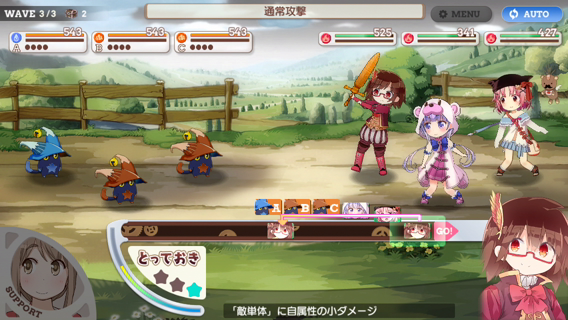 WAVE 3/3 2
通常攻撃
MENU
AUTO
543
A
543
B
543
C
525
341
427
A B C
GO!
とっておき
SUPPORT
「敵単体」に自属性の小ダメージ